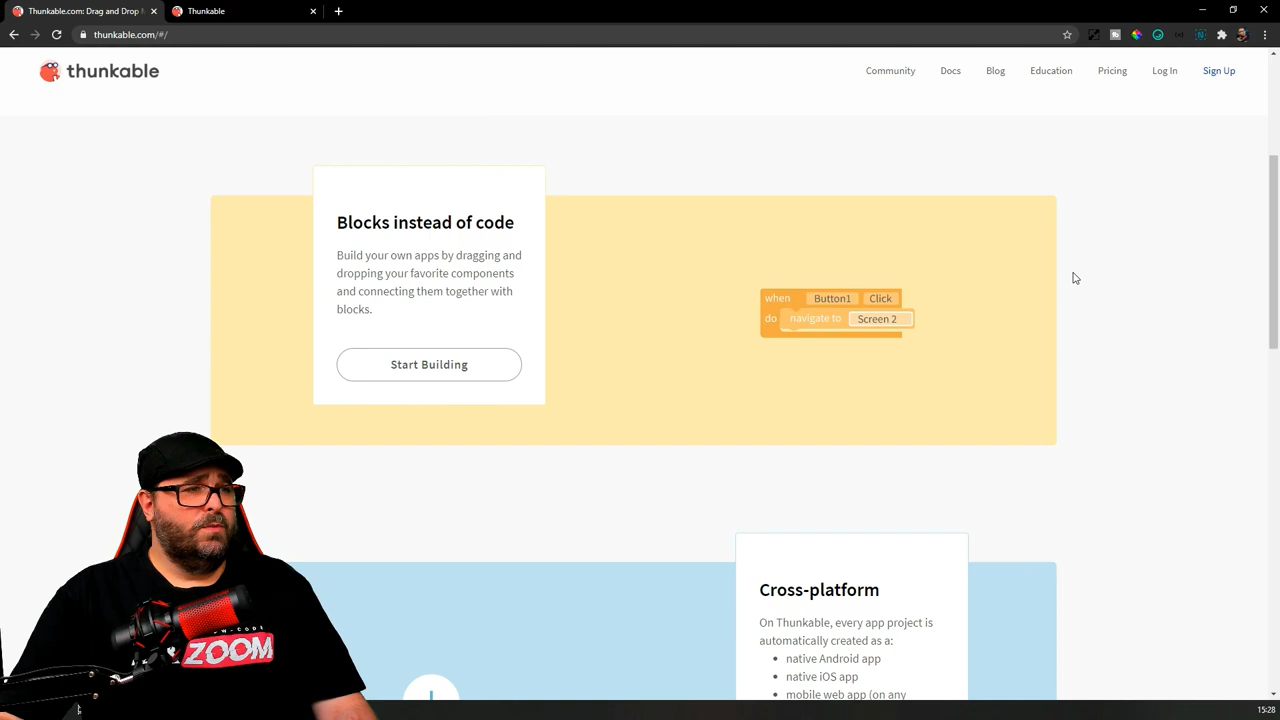 Thunkable.com: Drag and Drop
Thunkable
thunkable.com/#/
thunkable
Community
Docs
Blog
Education
Pricing
Log In
Sign Up
Blocks instead of code
Build your own apps by dragging and
dropping your favorite components
and connecting them together with
blocks.
Start Building
when Button1 Click
do navigate to Screen 2
Cross-platform
On Thunkable, every app project is
automatically created as a:
native Android app
native iOS app
mobile web app (on any
W-CODE
ZOOM
15:28